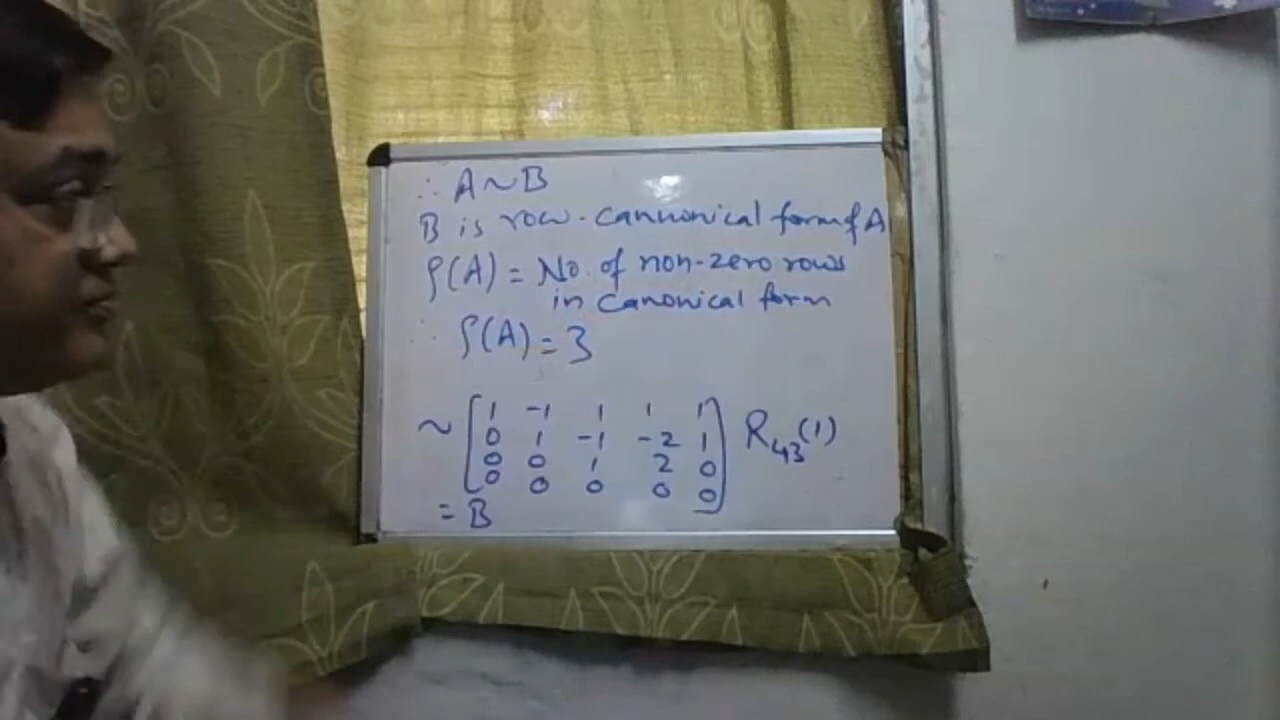 ∴ A~B
B is row-cannonical form of A
ρ(A) = No. of non-zero rows
in canonical form
∴ ρ(A) = 3
~ [1 -1 1 1 1
0 1 -1 -2 1
0 0 1 2 0
0 0 0 0 0] R₄₃(1)
= B